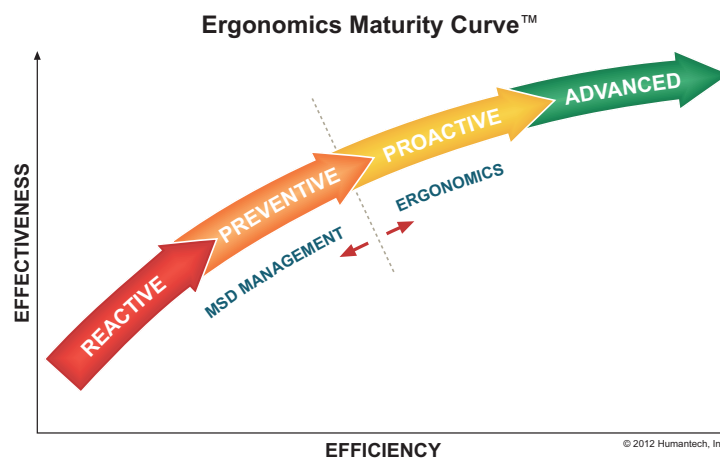 Ergonomics Maturity Curve™
ADVANCED
PROACTIVE
PREVENTIVE
REACTIVE
ERGONOMICS
MSD MANAGEMENT
EFFECTIVENESS
EFFICIENCY
© 2012 Humantech, In